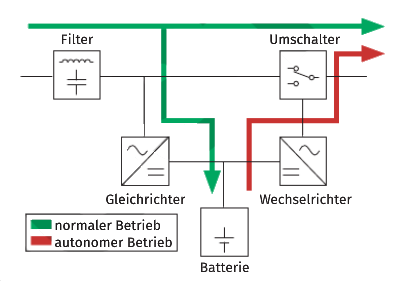 Filter
Umschalter
Gleichrichter
Wechselrichter
normaler Betrieb
autonomer Betrieb
Batterie